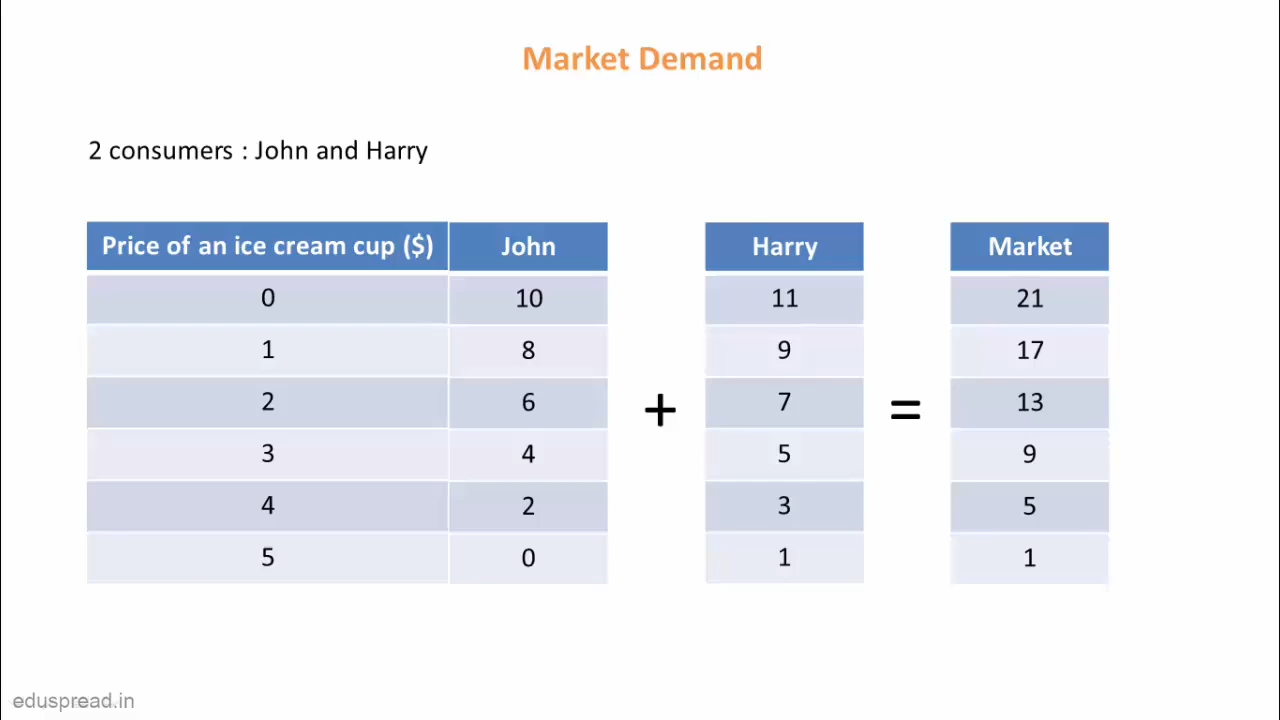 Market Demand
2 consumers : John and Harry
Price of an ice cream cup ($) John Harry Market
0 10 11 21
1 8 9 17
2 6 7 13
+ =
3 4 5 9
4 2 3 5
5 0 1 1
eduspread.in